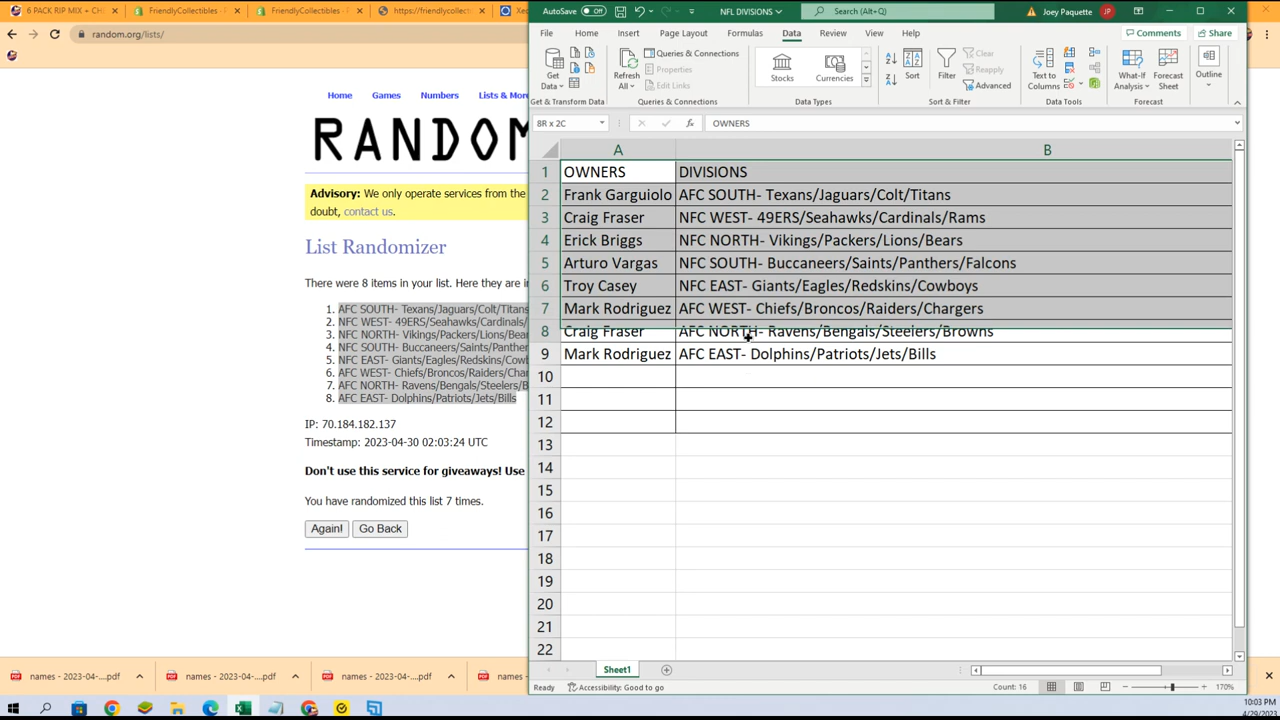 6 PACK RIP MIX + CH
FriendlyCollectibles -
FriendlyCollectibles -
https://friendlycollect
Xec
random.org/lists/
Home
Games
Numbers
Lists & More
RANDOM
Advisory: We only operate services from the
doubt, contact us.
List Randomizer
There were 8 items in your list. Here they are in
1. AFC SOUTH- Texans/Jaguars/Colt/Titans
2. NFC WEST- 49ERS/Seahawks/Cardinals/
3. NFC NORTH- Vikings/Packers/Lions/B
4. NFC SOUTH- Buccaneers/Saints/Panther
5. NFC EAST- Giants/Eagles/Redskins/Cow
6. AFC WEST- Chiefs/Broncos/Raiders/Char
7. AFC NORTH- Ravens/Bengals/Steelers/B
8. AFC EAST- Dolphins/Patriots/Jets/Bills
IP: 70.184.182.137
Timestamp: 2023-04-30 02:03:24 UTC
Don't use this service for giveaways! Use
You have randomized this list 7 times.
Again!
Go Back
AutoSave
Off
NFL DIVISIONS
Search (Alt+Q)
Joey Paquette
JP
File
Home
Insert
Page Layout
Formulas
Data
Review
View
Help
Comments
Share
Get
Data
Refresh
All
Queries & Connections
Properties
Edit Links
Stocks
Currencies
Sort
Filter
Clear
Reapply
Advanced
Text to
Columns
What-If
Analysis
Forecast
Sheet
Outline
Get & Transform Data
Queries & Connections
Data Types
Sort & Filter
Data Tools
Forecast
8R x 2C
fx
OWNERS
A
B
1 OWNERS DIVISIONS
2 Frank Garguiolo AFC SOUTH- Texans/Jaguars/Colt/Titans
3 Craig Fraser NFC WEST- 49ERS/Seahawks/Cardinals/Rams
4 Erick Briggs NFC NORTH- Vikings/Packers/Lions/Bears
5 Arturo Vargas NFC SOUTH- Buccaneers/Saints/Panthers/Falcons
6 Troy Casey NFC EAST- Giants/Eagles/Redskins/Cowboys
7 Mark Rodriguez AFC WEST- Chiefs/Broncos/Raiders/Chargers
8 Craig Fraser AFC NORTH- Ravens/Bengals/Steelers/Browns
9 Mark Rodriguez AFC EAST- Dolphins/Patriots/Jets/Bills
10
11
12
13
14
15
16
17
18
19
20
21
22
Sheet1
Ready
Accessibility: Good to go
Count: 16
170%
names - 2023-04-....pdf
names - 2023-04-....pdf
names - 2023-04-....pdf
names - 2023-04
10:03 PM
4/29/2023